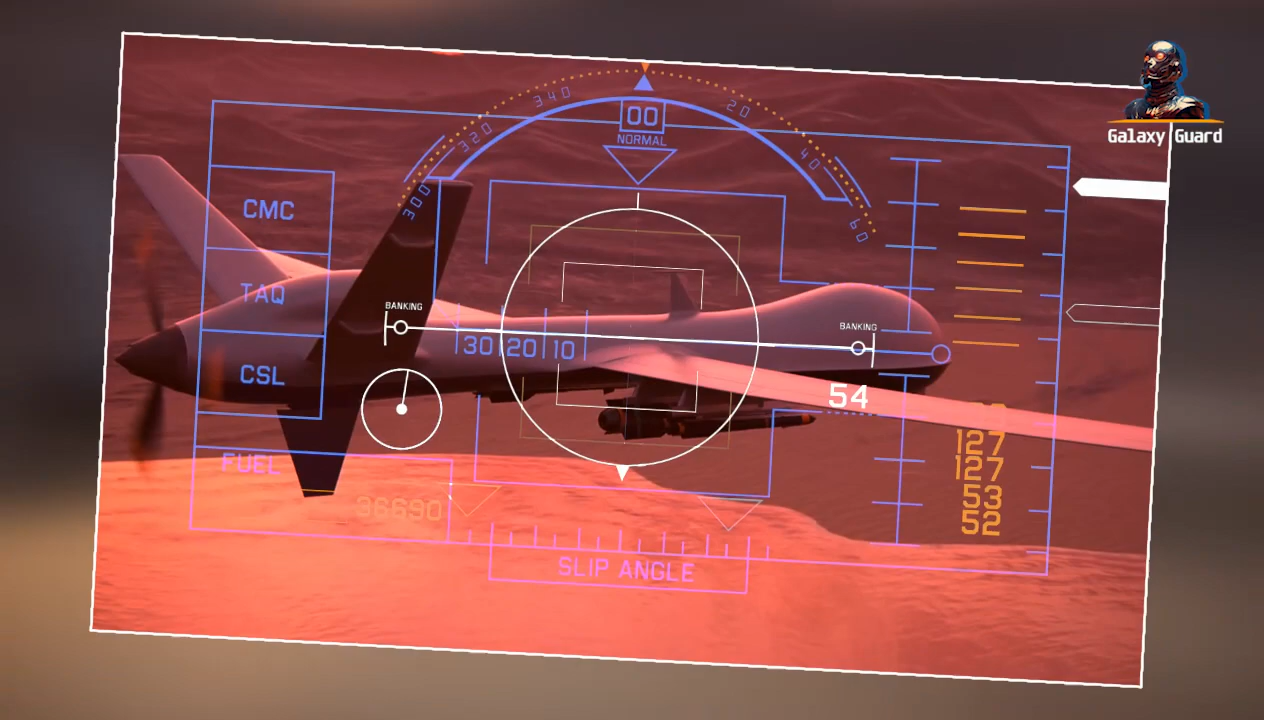 Galaxy Guard
340
20
320
00
40
NORMAL
300
60
CMC
TAQ
BANKING
BANKING
30 20 10
CSL
54
127
127
53
52
FUEL
36690
SLIP ANGLE